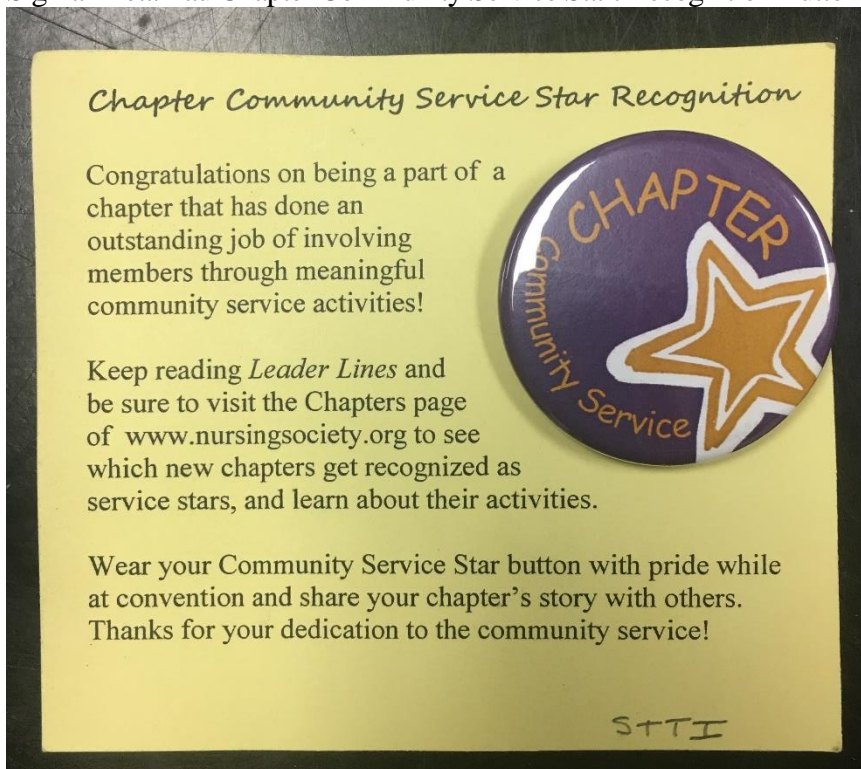 Chapter Community Service Star Recognition
Congratulations on being a part of a
chapter that has done an
outstanding job of involving
members through meaningful
community service activities!
Keep reading Leader Lines and
be sure to visit the Chapters page
of www.nursingsociety.org to see
which new chapters get recognized as
service stars, and learn about their activities.
Wear your Community Service Star button with pride while
at convention and share your chapter's story with others.
Thanks for your dedication to the community service!
CHAPTER
Community Service
STTI